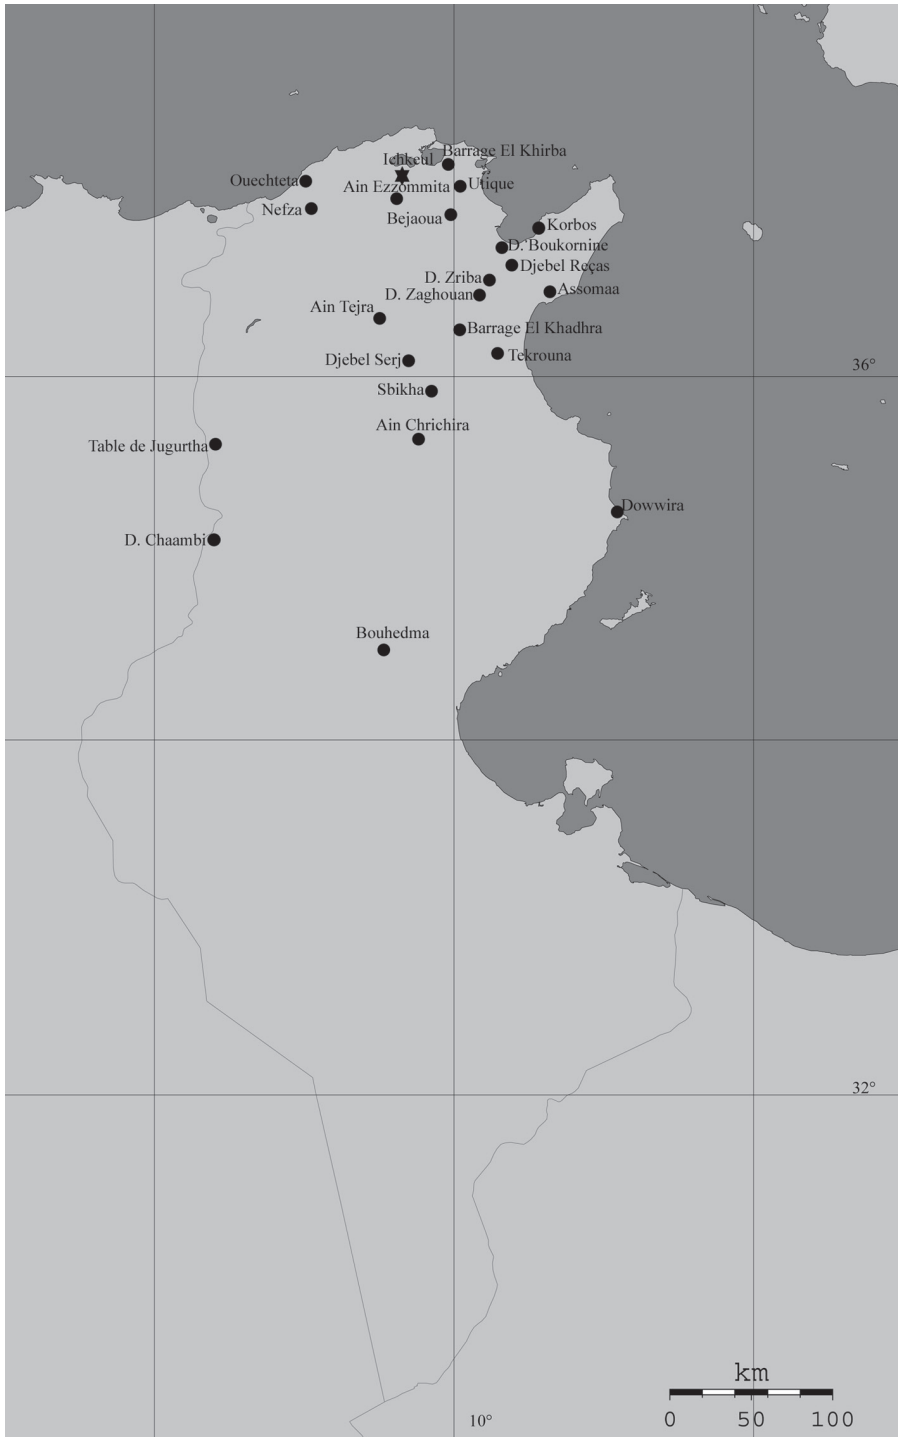 Ichkeul
Barrage El Khirba
Ouechteta
Ain Ezzommita
Utique
Nefza
Bejaoua
Korbos
D. Boukornine
Djebel Reças
D. Zriba
Assomaa
D. Zaghouan
Ain Tejra
Barrage El Khadhra
Tekrouna
Djebel Serj
36°
Sbikha
Ain Chrichira
Table de Jugurtha
Dowwira
D. Chaambi
Bouhedma
32°
km
0 50 100
10°